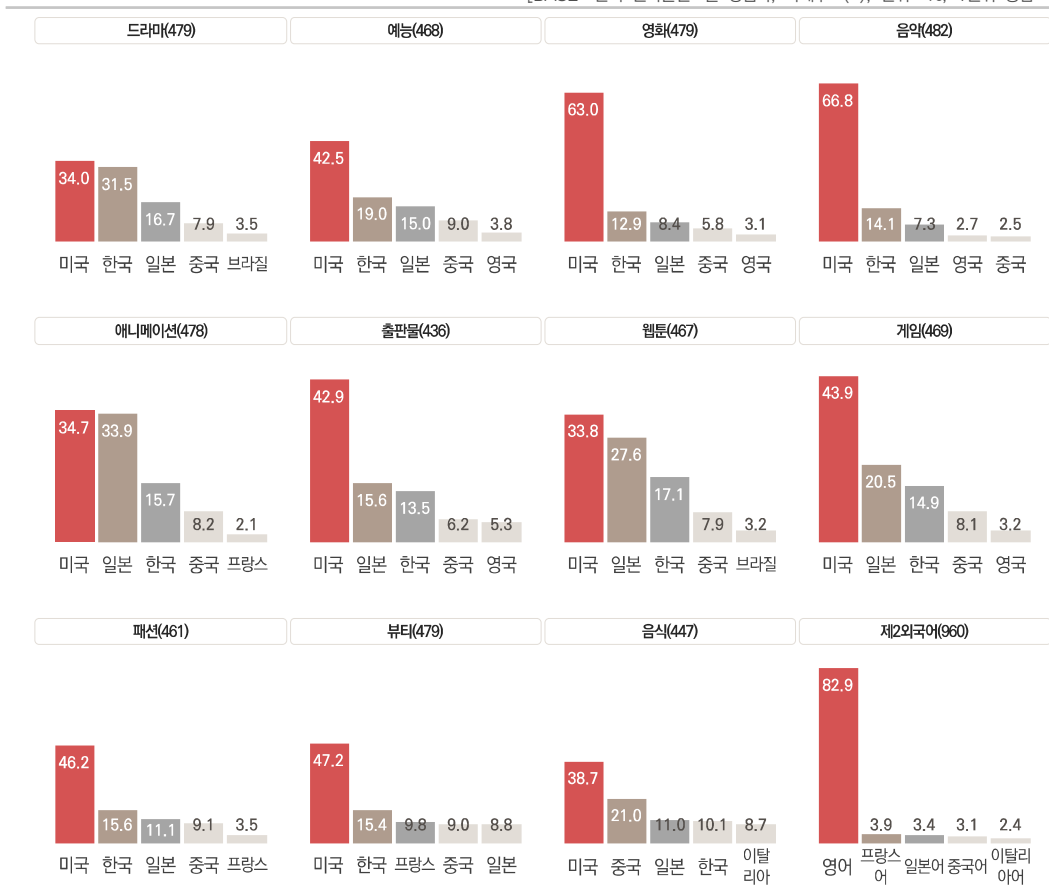 드라마(479) 예능(468) 영화(479) 음악(482)
34.0 31.5 16.7 7.9 3.5 42.5 19.0 15.0 9.0 3.8 63.0 12.9 8.4 5.8 3.1 66.8 14.1 7.3 2.7 2.5
미국 한국 일본 중국 브라질 미국 한국 일본 중국 영국 미국 한국 일본 중국 영국 미국 한국 일본 영국 중국
애니메이션(478) 출판물(436) 웹툰(467) 게임(469)
34.7 33.9 15.7 8.2 2.1 42.9 15.6 13.5 6.2 5.3 33.8 27.6 17.1 7.9 3.2 43.9 20.5 14.9 8.1 3.2
미국 일본 한국 중국 프랑스 미국 일본 한국 중국 영국 미국 일본 한국 중국 브라질 미국 일본 한국 중국 영국
패션(461) 뷰티(479) 음식(447) 제2외국어(960)
46.2 15.6 11.1 9.1 3.5 47.2 15.4 9.8 9.0 8.8 38.7 21.0 11.0 10.1 8.7 82.9 3.9 3.4 3.1 2.4
미국 한국 일본 중국 프랑스 미국 한국 프랑스 중국 일본 미국 중국 일본 한국 이탈리아 영어 프랑스어 일본어 중국어 이탈리아어